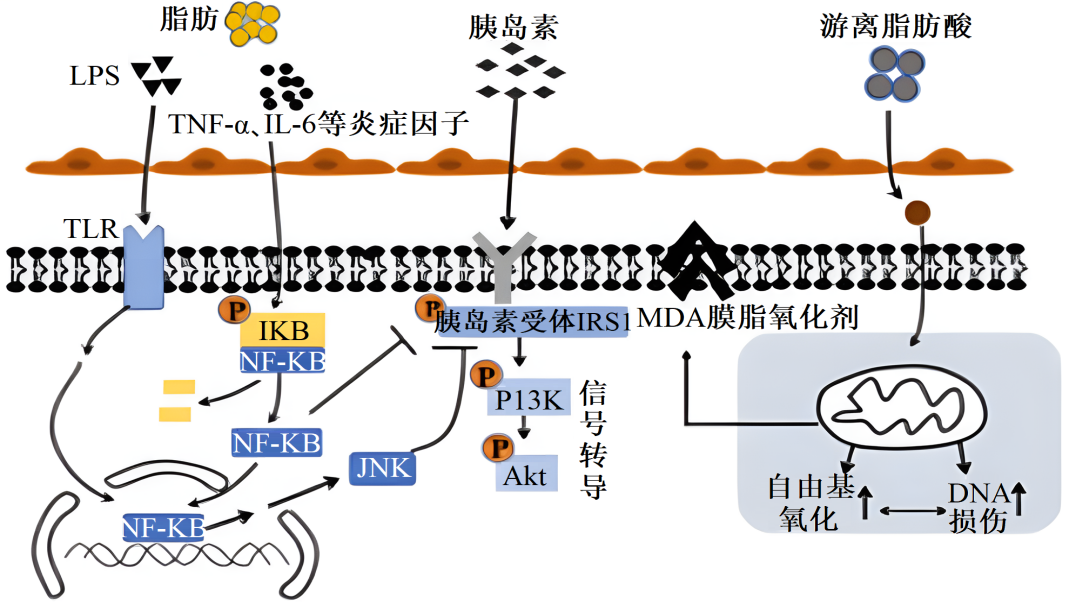 脂肪
胰岛素
游离脂肪酸
LPS
TNF-α、IL-6等炎症因子
TLR
P
IKB
NF-KB
P
胰岛素受体IRS1
MDA膜脂氧化剂
P
P13K
信号转导
NF-KB
P
Akt
JNK
NF-KB
自由基
氧化
DNA
损伤